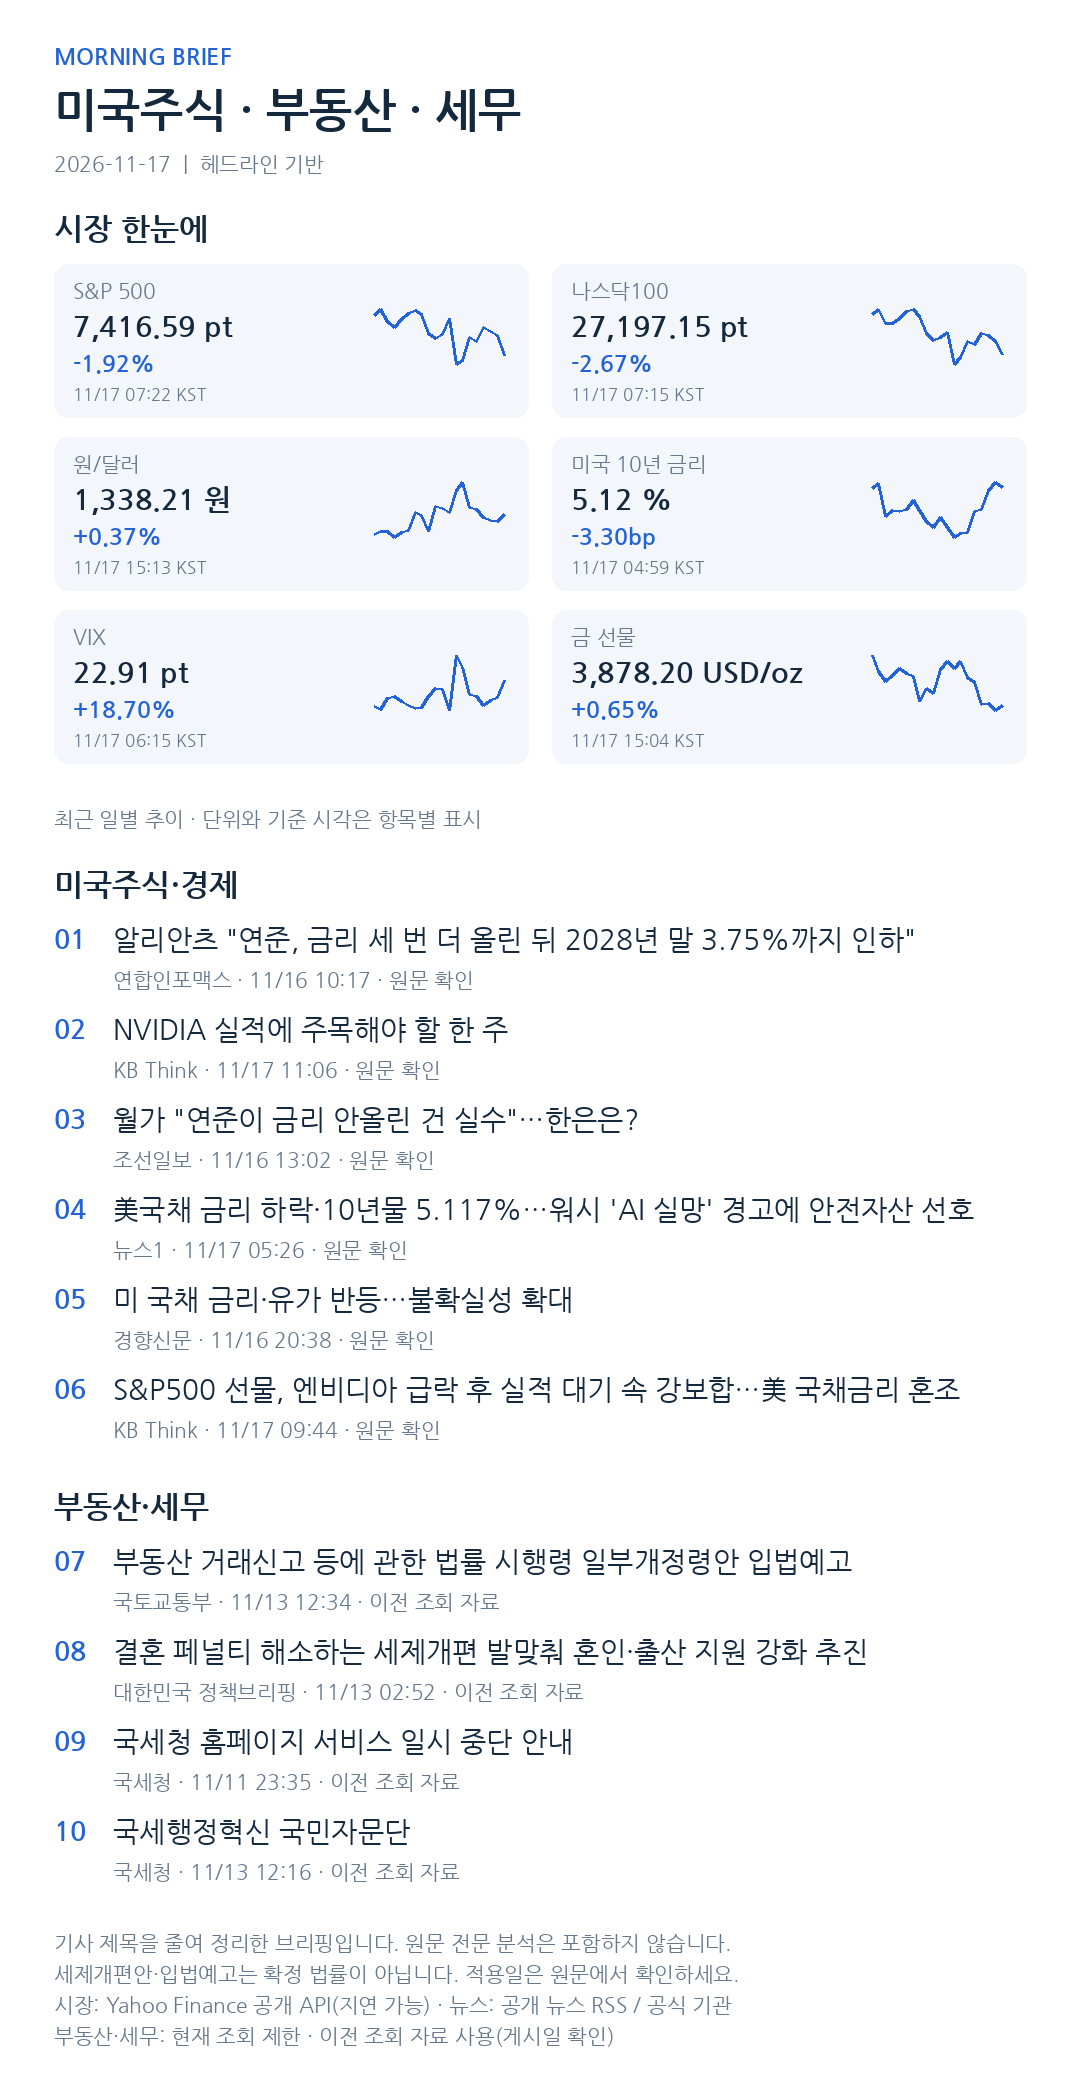 MORNING BRIEF
미국주식 · 부동산 · 세무
2026-11-17 | 헤드라인 기반
시장 한눈에
S&P 500
7,416.59 pt
-1.92%
11/17 07:22 KST
나스닥100
27,197.15 pt
-2.67%
11/17 07:15 KST
원/달러
1,338.21 원
+0.37%
11/17 15:13 KST
미국 10년 금리
5.12 %
-3.30bp
11/17 04:59 KST
VIX
22.91 pt
+18.70%
11/17 06:15 KST
금 선물
3,878.20 USD/oz
+0.65%
11/17 15:04 KST
최근 일별 추이 · 단위와 기준 시각은 항목별 표시
미국주식·경제
01 알리안츠 "연준, 금리 세 번 더 올린 뒤 2028년 말 3.75%까지 인하"
연합인포맥스 · 11/16 10:17 · 원문 확인
02 NVIDIA 실적에 주목해야 할 한 주
KB Think · 11/17 11:06 · 원문 확인
03 월가 "연준이 금리 안올린 건 실수"…한은은?
조선일보 · 11/16 13:02 · 원문 확인
04 美국채 금리 하락·10년물 5.117%…워시 'AI 실망' 경고에 안전자산 선호
뉴스1 · 11/17 05:26 · 원문 확인
05 미 국채 금리·유가 반등…불확실성 확대
경향신문 · 11/16 20:38 · 원문 확인
06 S&P500 선물, 엔비디아 급락 후 실적 대기 속 강보합…美 국채금리 혼조
KB Think · 11/17 09:44 · 원문 확인
부동산·세무
07 부동산 거래신고 등에 관한 법률 시행령 일부개정령안 입법예고
국토교통부 · 11/13 12:34 · 이전 조회 자료
08 결혼 페널티 해소하는 세제개편 발맞춰 혼인·출산 지원 강화 추진
대한민국 정책브리핑 · 11/13 02:52 · 이전 조회 자료
09 국세청 홈페이지 서비스 일시 중단 안내
국세청 · 11/11 23:35 · 이전 조회 자료
10 국세행정혁신 국민자문단
국세청 · 11/13 12:16 · 이전 조회 자료
기사 제목을 줄여 정리한 브리핑입니다. 원문 전문 분석은 포함하지 않습니다.
세제개편안·입법예고는 확정 법률이 아닙니다. 적용일은 원문에서 확인하세요.
시장: Yahoo Finance 공개 API(지연 가능) · 뉴스: 공개 뉴스 RSS / 공식 기관
부동산·세무: 현재 조회 제한 · 이전 조회 자료 사용(게시일 확인)